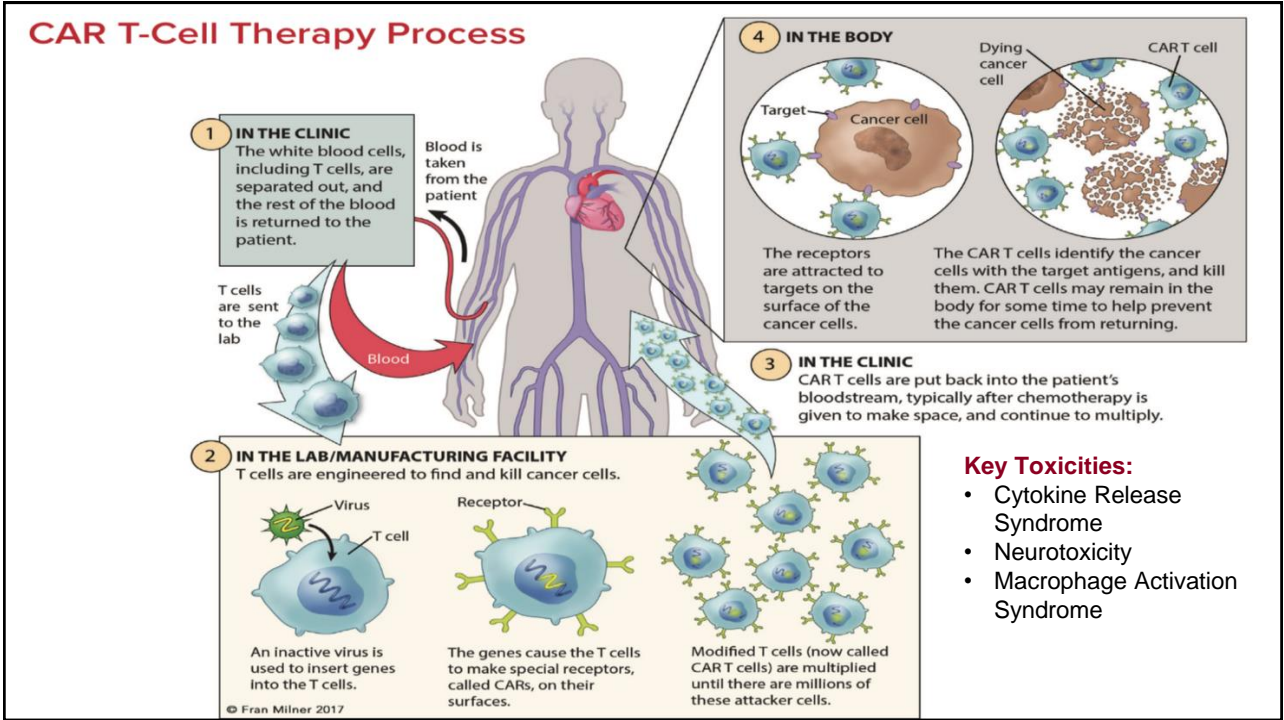 CAR T-Cell Therapy Process
1 IN THE CLINIC
The white blood cells,
including T cells, are
separated out, and
the rest of the blood
is returned to the
patient.
Blood is
taken
from the
patient
T cells
are sent
to the
lab
Blood
2 IN THE LAB/MANUFACTURING FACILITY
T cells are engineered to find and kill cancer cells.
Virus
T cell
An inactive virus is
used to insert genes
into the T cells.
Receptor
The genes cause the T cells
to make special receptors,
called CARs, on their
surfaces.
Modified T cells (now called
CAR T cells) are multiplied
until there are millions of
these attacker cells.
© Fran Milner 2017
3 IN THE CLINIC
CAR T cells are put back into the patient's
bloodstream, typically after chemotherapy is
given to make space, and continue to multiply.
4 IN THE BODY
Target
Cancer cell
The receptors
are attracted to
targets on the
surface of the
cancer cells.
Dying
cancer
cell
CAR T cell
The CAR T cells identify the cancer
cells with the target antigens, and kill
them. CAR T cells may remain in the
body for some time to help prevent
the cancer cells from returning.
Key Toxicities:
• Cytokine Release
Syndrome
• Neurotoxicity
• Macrophage Activation
Syndrome